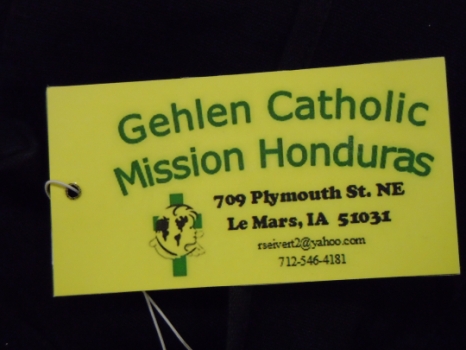 Gehlen Catholic
Mission Honduras
709 Plymouth St. NE
Le Mars, IA 51031
rseivert2@yahoo.com
712-546-4181